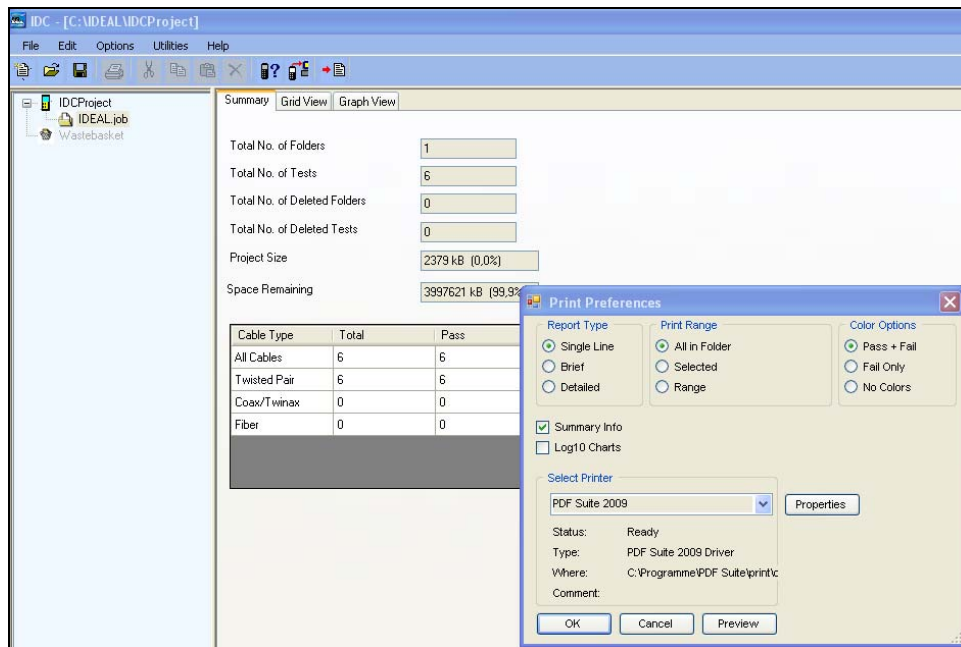 IDC - [C:\IDEAL\IDCProject]
File Edit Options Utilities Help
IDCProject
IDEAL.job
Wastebasket
Summary Grid View Graph View
Total No. of Folders 1
Total No. of Tests 6
Total No. of Deleted Folders 0
Total No. of Deleted Tests 0
Project Size 2379 kB (0,0%)
Space Remaining 3997621 kB (99,9%
Cable Type Total Pass
All Cables 6 6
Twisted Pair 6 6
Coax/Twinax 0 0
Fiber 0 0
Print Preferences
Report Type Print Range Color Options
Single Line All in Folder Pass + Fail
Brief Selected Fail Only
Detailed Range No Colors
Summary Info
Log10 Charts
Select Printer
PDF Suite 2009 Properties
Status: Ready
Type: PDF Suite 2009 Driver
Where: C:\Programme\PDF Suite\print\c
Comment:
OK Cancel Preview